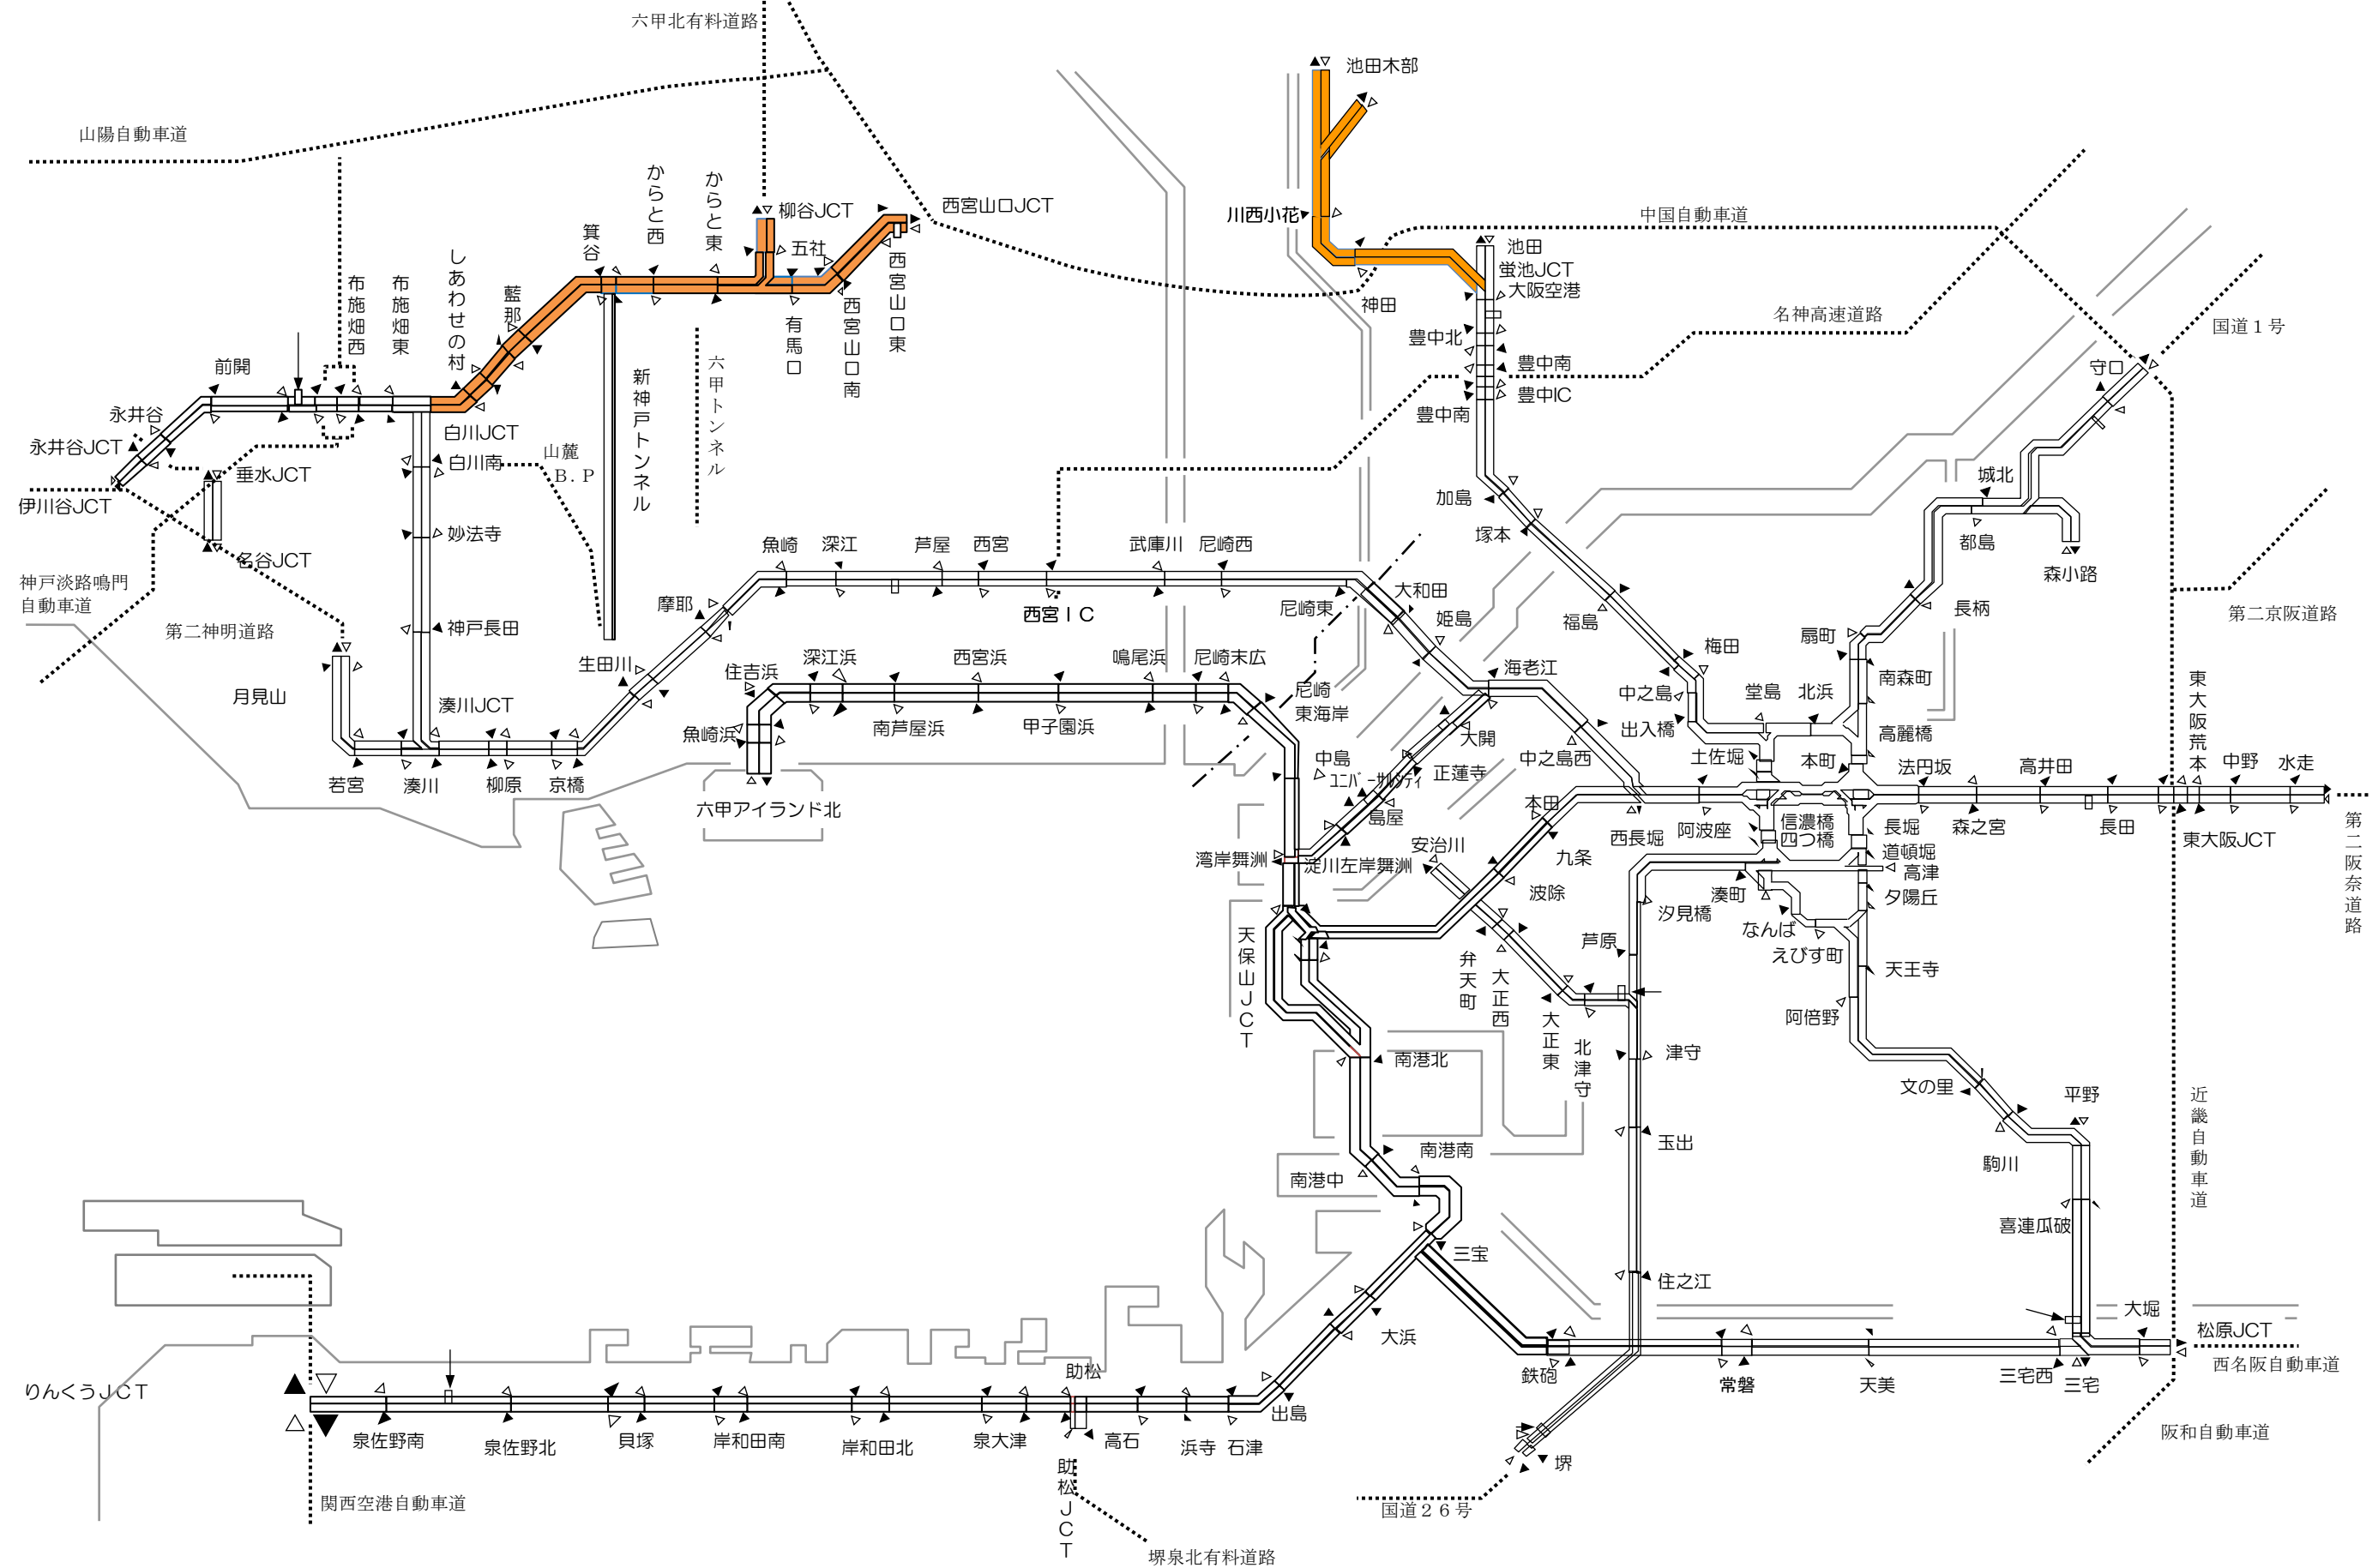 六甲北有料道路
山陽自動車道
池田木部
からと西
からと東
箕谷
柳谷JCT
五社
西宮山口JCT
川西小花
中国自動車道
池田
蛍池JCT
大阪空港
神田
名神高速道路
国道１号
しあわせの村
藍那
布施畑西
布施畑東
有馬口
西宮山口南
西宮山口東
豊中北
豊中南
豊中IC
豊中南
守口
前開
六甲トンネル
新神戸トンネル
永井谷
永井谷JCT
白川JCT
白川南
山麓
B.P
垂水JCT
伊川谷JCT
加島
城北
妙法寺
塚本
都島
名谷JCT
神戸淡路鳴門
自動車道
魚崎
深江
芦屋
西宮
武庫川
尼崎西
森小路
第二神明道路
神戸長田
摩耶
西宮ＩＣ
尼崎東
大和田
姫島
福島
長柄
第二京阪道路
扇町
生田川
住吉浜
深江浜
西宮浜
鳴尾浜
尼崎末広
海老江
梅田
南森町
東大阪荒本
月見山
湊川JCT
尼崎
東海岸
中之島
堂島
北浜
魚崎浜
南芦屋浜
甲子園浜
大開
出入橋
高麗橋
中島
正蓮寺
中之島西
土佐堀
本町
法円坂
高井田
中野
水走
若宮
湊川
柳原
京橋
ユニバーサルシティ
六甲アイランド北
島屋
本田
西長堀
阿波座
信濃橋
四つ橋
長堀
森之宮
長田
東大阪JCT
第二阪奈道路
湾岸舞洲
淀川左岸舞洲
安治川
九条
道頓堀
高津
波除
湊町
夕陽丘
汐見橋
なんば
天保山ＪＣＴ
芦原
えびす町
弁天町
大正西
天王寺
大正東
阿倍野
北津守
南港北
津守
文の里
平野
近畿自動車道
玉出
南港南
駒川
南港中
喜連瓜破
三宝
住之江
大堀
大浜
松原JCT
西名阪自動車道
りんくうＪＣＴ
助松
鉄砲
常磐
天美
三宅西
三宅
出島
泉佐野南
泉佐野北
貝塚
岸和田南
岸和田北
泉大津
高石
浜寺
石津
阪和自動車道
助松ＪＣＴ
堺
関西空港自動車道
国道２６号
堺泉北有料道路